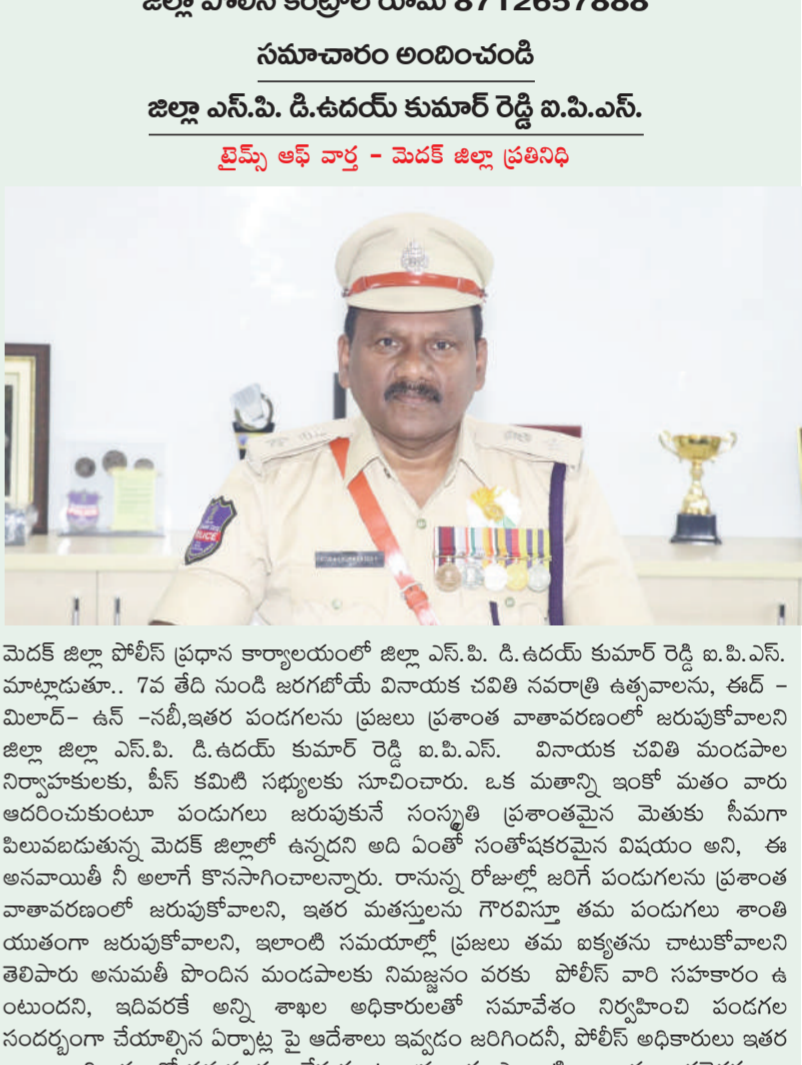 జిల్లా పోలీస్ కంట్రోల్ రూమ్ 8712657888
సమాచారం అందించండి
జిల్లా ఎస్.పి. డి.ఉదయ్ కుమార్ రెడ్డి ఐ.పి.ఎస్.
టైమ్స్ ఆఫ్ వార్త - మెదక్ జిల్లా ప్రతినిధి
POLICE
మెదక్ జిల్లా పోలీస్ ప్రధాన కార్యాలయంలో జిల్లా ఎస్.పి. డి.ఉదయ్ కుమార్ రెడ్డి ఐ.పి.ఎస్.
మాట్లాడుతూ.. 7వ తేది నుండి జరగబోయే వినాయక చవితి నవరాత్రి ఉత్సవాలను, ఈద్ -
మిలాద్- ఉన్ -నబీ,ఇతర పండగలను ప్రజలు ప్రశాంత వాతావరణంలో జరుపుకోవాలని
జిల్లా జిల్లా ఎస్.పి. డి.ఉదయ్ కుమార్ రెడ్డి ఐ.పి.ఎస్. వినాయక చవితి మండపాల
నిర్వాహకులకు, పీస్ కమిటి సభ్యులకు సూచించారు. ఒక మతాన్ని ఇంకో మతం వారు
ఆదరించుకుంటూ పండుగలు జరుపుకునే సంస్కృతి ప్రశాంతమైన మెతుకు సీమగా
పిలువబడుతున్న మెదక్ జిల్లాలో ఉన్నదని అది ఏంతో సంతోషకరమైన విషయం అని, ఈ
అనవాయితీ నీ అలాగే కొనసాగించాలన్నారు. రానున్న రోజుల్లో జరిగే పండుగలను ప్రశాంత
వాతావరణంలో జరుపుకోవాలని, ఇతర మతస్తులను గౌరవిస్తూ తమ పండుగలు శాంతి
యుతంగా జరుపుకోవాలని, ఇలాంటి సమయాల్లో ప్రజలు తమ ఐక్యతను చాటుకోవాలని
తెలిపారు అనుమతీ పొందిన మండపాలకు నిమజ్జనం వరకు పోలీస్ వారి సహకారం ఉ
ంటుందని, ఇదివరకే అన్ని శాఖల అధికారులతో సమావేశం నిర్వహించి పండగల
సందర్బంగా చేయాల్సిన ఏర్పాట్ల పై ఆదేశాలు ఇవ్వడం జరిగిందనీ, పోలీస్ అధికారులు ఇతర